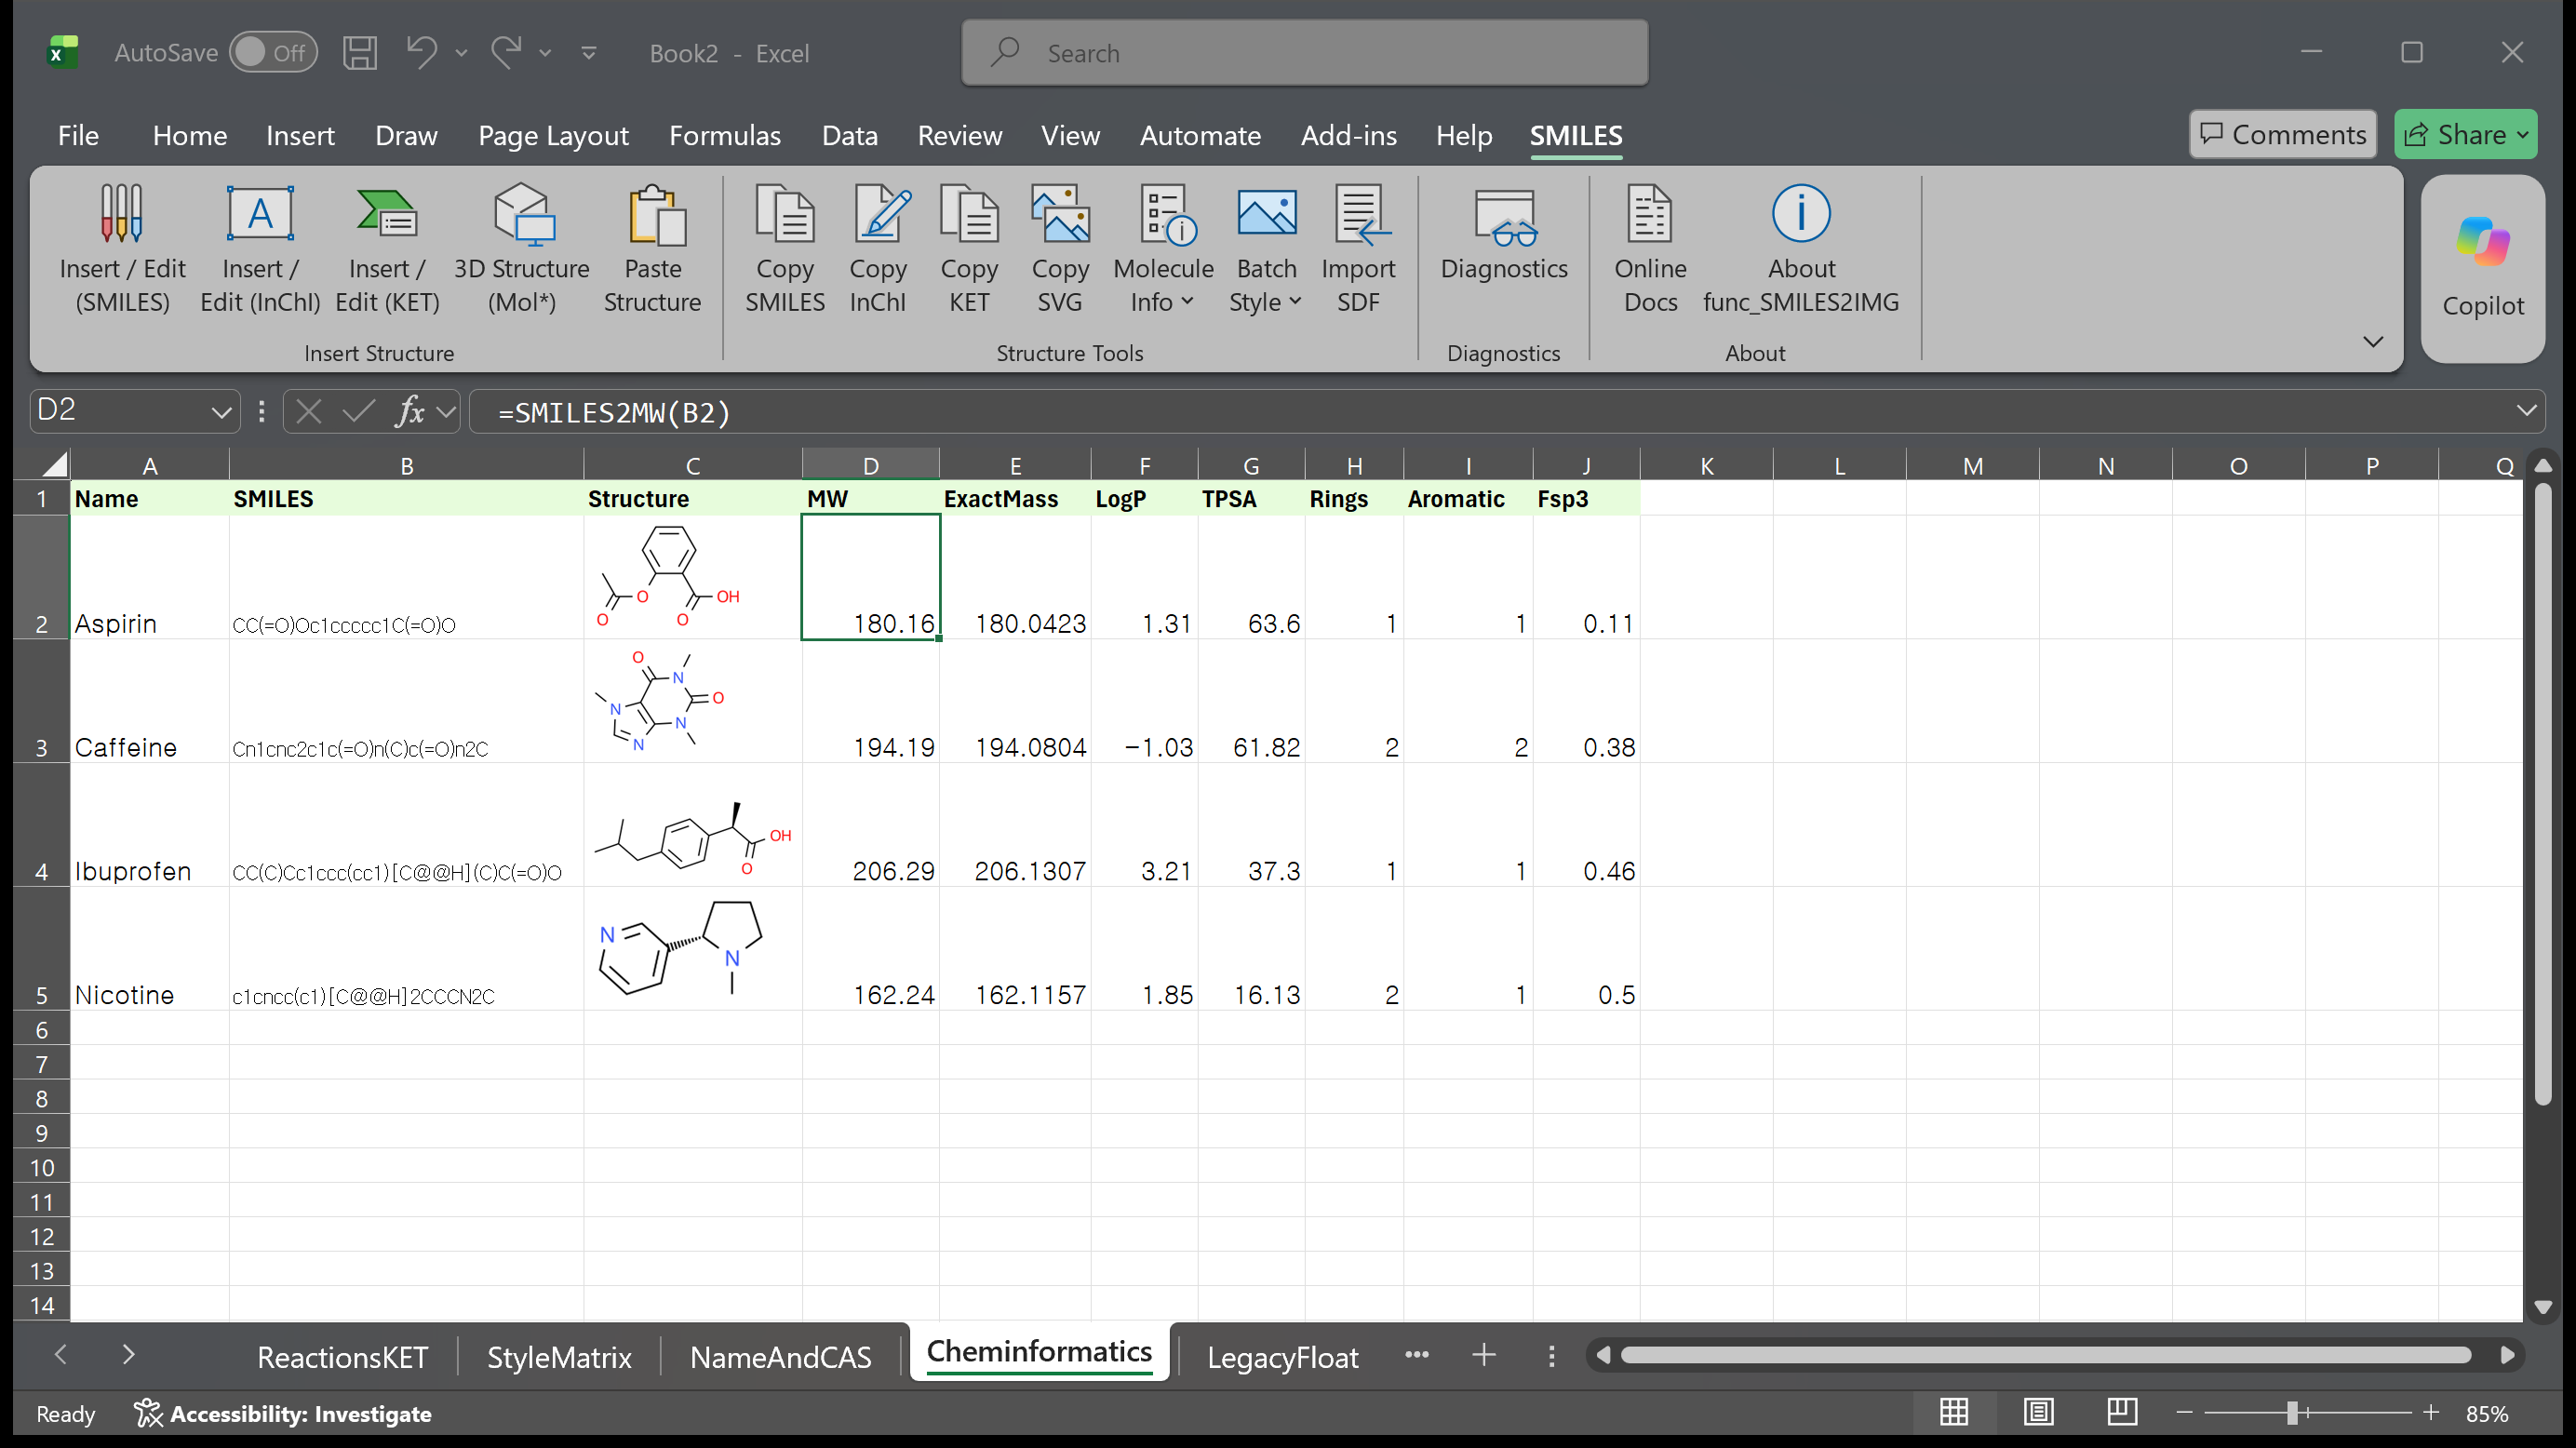 AutoSave Off Book2 - Excel Search
File Home Insert Draw Page Layout Formulas Data Review View Automate Add-ins Help SMILES Comments Share
Insert / Edit (SMILES)
Insert / Edit (InChI)
Insert / Edit (KET)
3D Structure (Mol*)
Paste Structure
Copy SMILES
Copy InChI
Copy KET
Copy SVG
Molecule Info
Batch Style
Import SDF
Diagnostics
Online Docs
About func_SMILES2IMG
Copilot
Insert Structure Structure Tools Diagnostics About
D2 fx =SMILES2MW(B2)
A B C D E F G H I J K L M N O P Q
1 Name SMILES Structure MW ExactMass LogP TPSA Rings Aromatic Fsp3
O O O OH
2 Aspirin CC(=O)Oc1ccccc1C(=O)O 180.16 180.0423 1.31 63.6 1 1 0.11
O N O N N N
3 Caffeine Cn1cnc2c1c(=O)n(C)c(=O)n2C 194.19 194.0804 -1.03 61.82 2 2 0.38
OH O
4 Ibuprofen CC(C)Cc1ccc(cc1)[C@@H](C)C(=O)O 206.29 206.1307 3.21 37.3 1 1 0.46
N N
5 Nicotine c1cncc(c1)[C@@H]2CCCN2C 162.24 162.1157 1.85 16.13 2 1 0.5
6
7
8
9
10
11
12
13
14
ReactionsKET StyleMatrix NameAndCAS Cheminformatics LegacyFloat
Ready Accessibility: Investigate 85%